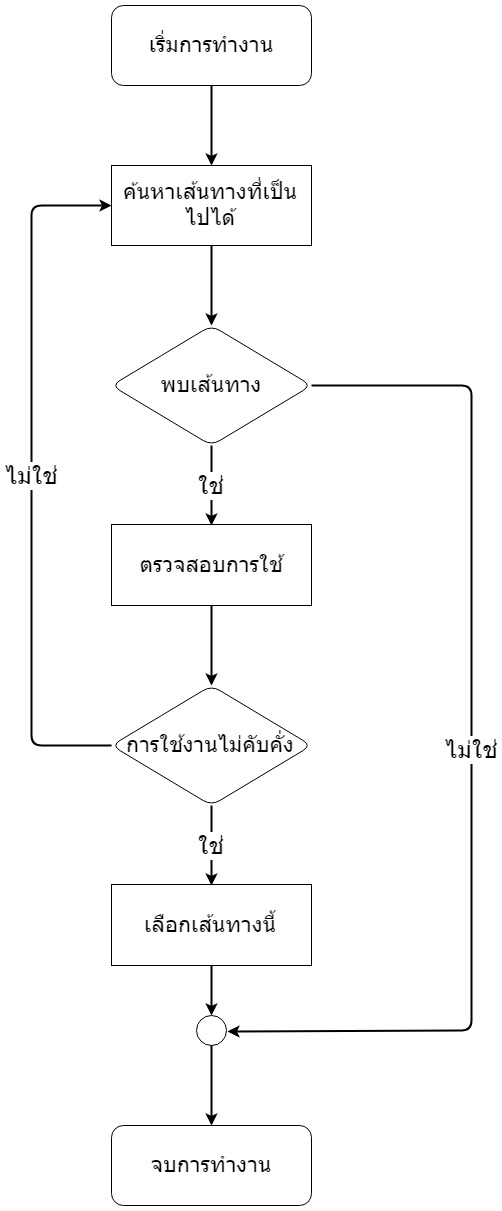 เริ่มการทำงาน
ค้นหาเส้นทางที่เป็น
ไปได้
พบเส้นทาง
ไม่ใช่
ใช่
ตรวจสอบการใช้
การใช้งานไม่คับคั่ง
ไม่ใช่
ใช่
เลือกเส้นทางนี้
จบการทำงาน